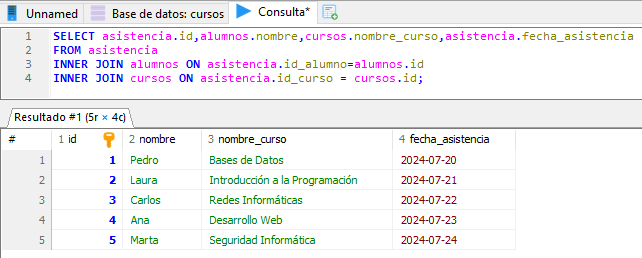 Unnamed Base de datos: cursos Consulta*
1 SELECT asistencia.id,alumnos.nombre,cursos.nombre_curso,asistencia.fecha_asistencia
2 FROM asistencia
3 INNER JOIN alumnos ON asistencia.id_alumno=alumnos.id
4 INNER JOIN cursos ON asistencia.id_curso = cursos.id;
Resultado #1 (5r × 4c)
# 1 id 2 nombre 3 nombre_curso 4 fecha_asistencia
1 1 Pedro Bases de Datos 2024-07-20
2 2 Laura Introducción a la Programación 2024-07-21
3 3 Carlos Redes Informáticas 2024-07-22
4 4 Ana Desarrollo Web 2024-07-23
5 5 Marta Seguridad Informática 2024-07-24